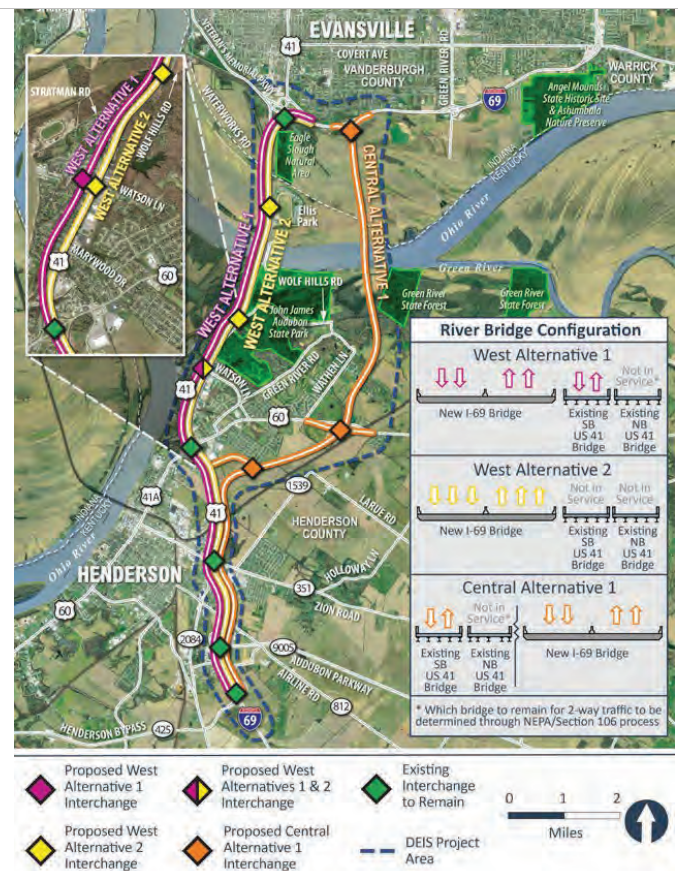 EVANSVILLE
41
COVERT AVE
VANDERBURGH
COUNTY
GREEN RIVER RD
WARRICK
COUNTY
VETERANS MEMORIAL PKWY
WATERWORKS RD
69
Angel Mounds
State Historic Site
& Ashumbala
Nature Preserve
INDIANA
KENTUCKY
Eagle
Slough
Natural
Area
Ellis
Park
CENTRAL ALTERNATIVE 1
Ohio River
Green River
WEST ALTERNATIVE 1
WEST ALTERNATIVE 2
STRATMAN RD
WEST ALTERNATIVE 1
WEST ALTERNATIVE 2
WOLF HILLS RD
WATSON LN
MARYWOOD DR
41
60
WOLF HILLS RD
John James
Audubon
State Park
Green River
State Forest
Green River
State Forest
WATSON LN
GREEN RIVER RD
WATHEN LN
41
60
41A
41
1539
LARUE RD
HENDERSON
COUNTY
HOLLOWAY LN
351
ZION ROAD
INDIANA
KENTUCKY
Ohio River
HENDERSON
60
2084
9005
AUDUBON PARKWAY
AIRLINE RD
812
HENDERSON BYPASS
425
69
River Bridge Configuration
West Alternative 1
Not in
Service*
New I-69 Bridge
Existing
SB
US 41
Bridge
Existing
NB
US 41
Bridge
West Alternative 2
Not in
Service
Not in
Service
New I-69 Bridge
Existing
SB
US 41
Bridge
Existing
NB
US 41
Bridge
Central Alternative 1
Not in
Service*
Existing
SB
US 41
Bridge
Existing
NB
US 41
Bridge
New I-69 Bridge
* Which bridge to remain for 2-way traffic to be
determined through NEPA/Section 106 process
Proposed West
Alternative 1
Interchange
Proposed West
Alternatives 1 & 2
Interchange
Existing
Interchange
to Remain
Proposed West
Alternative 2
Interchange
Proposed Central
Alternative 1
Interchange
DEIS Project
Area
0 1 2
Miles